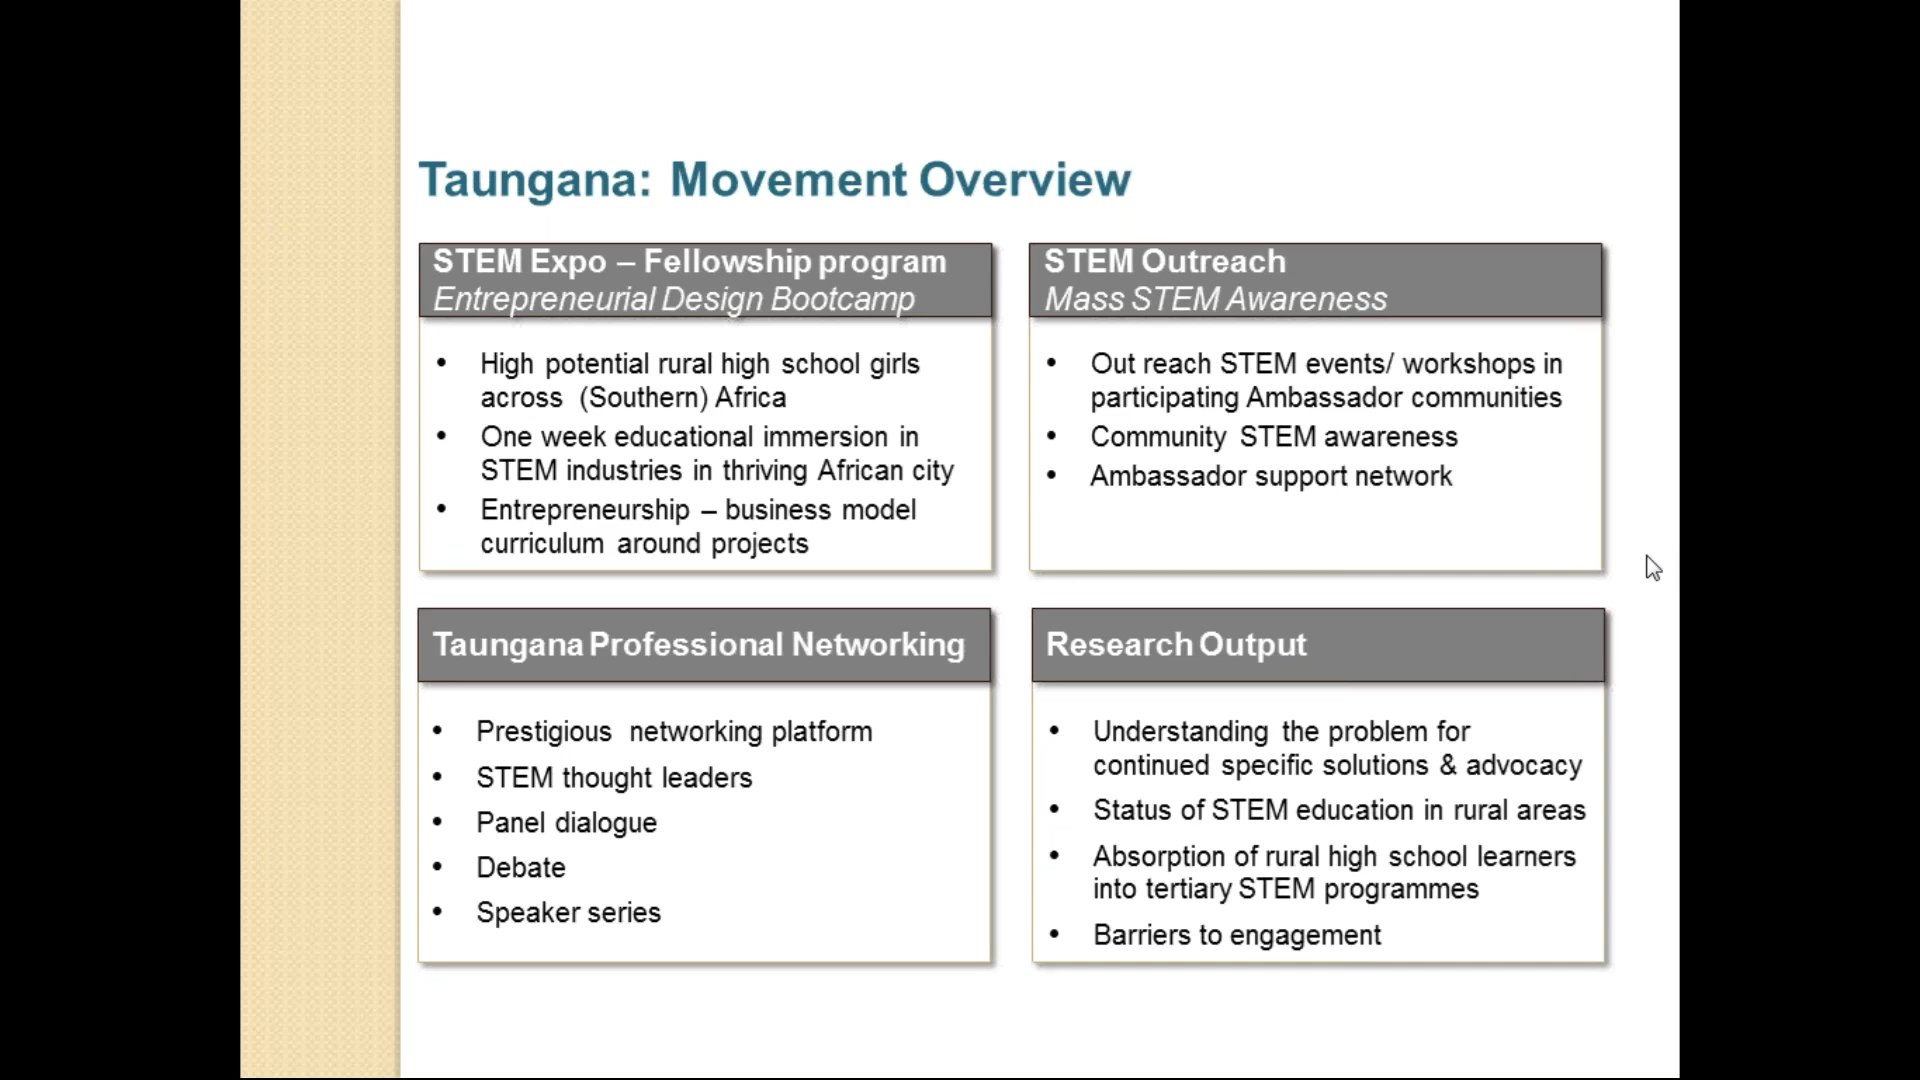 Taungana: Movement Overview
STEM Expo – Fellowship program
Entrepreneurial Design Bootcamp
• High potential rural high school girls
across (Southern) Africa
• One week educational immersion in
STEM industries in thriving African city
• Entrepreneurship – business model
curriculum around projects
STEM Outreach
Mass STEM Awareness
• Out reach STEM events/ workshops in
participating Ambassador communities
• Community STEM awareness
• Ambassador support network
Taungana Professional Networking
• Prestigious networking platform
• STEM thought leaders
• Panel dialogue
• Debate
• Speaker series
Research Output
• Understanding the problem for
continued specific solutions & advocacy
• Status of STEM education in rural areas
• Absorption of rural high school learners
into tertiary STEM programmes
• Barriers to engagement